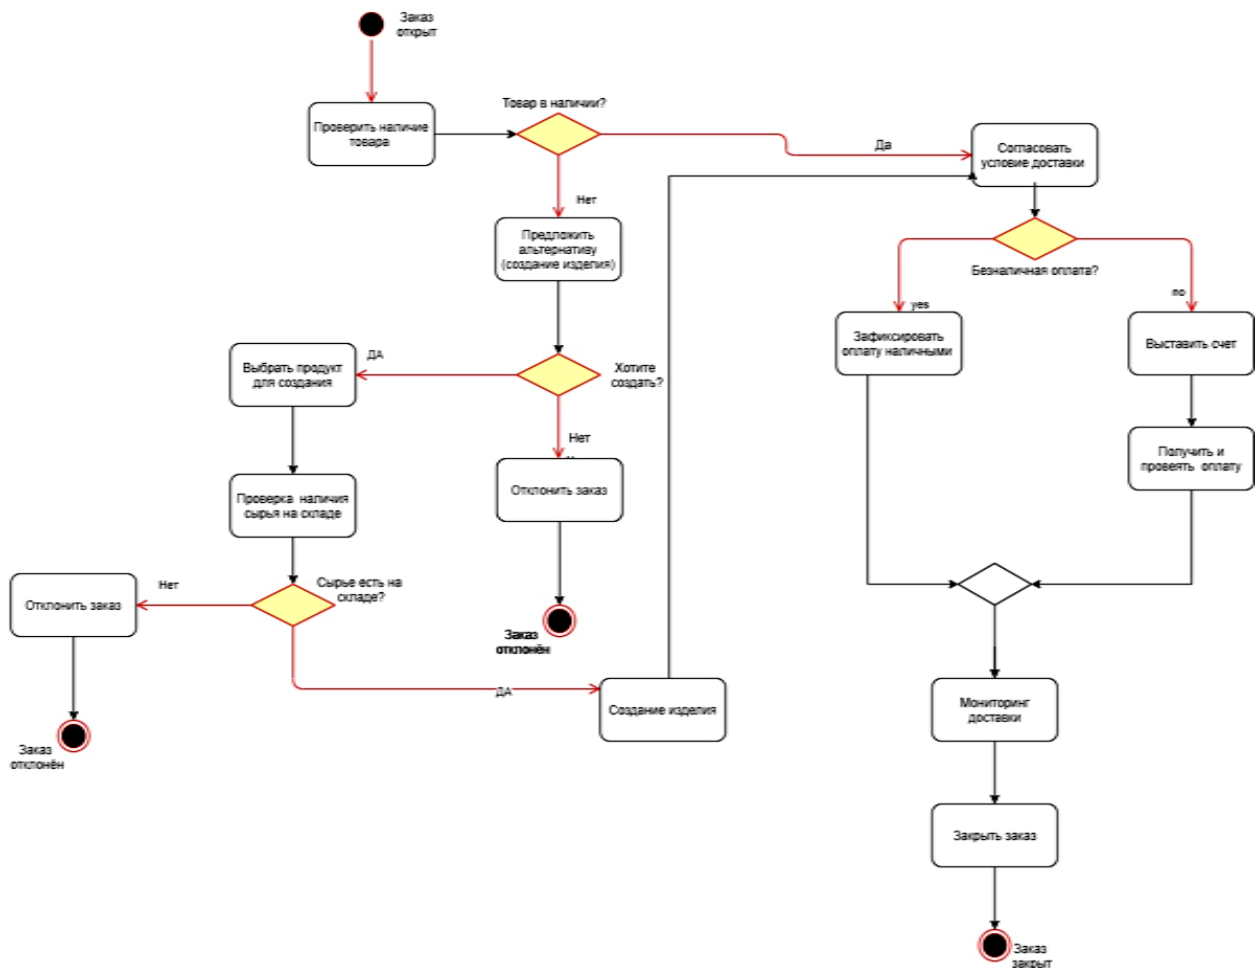 Заказ
открыт
Товар в наличии?
Проверить наличие
товара
Да
Согласовать
условие доставки
Нет
Предложить
альтернативу
(создание изделия)
Безналичная оплата?
yes
no
Зафиксировать
оплату наличными
Выставить счет
ДА
Выбрать продукт
для создания
Хотите
создать?
Нет
Получить и
провеять оплату
Отклонить заказ
Проверка наличия
сырья на складе
Нет
Сырье есть на
складе?
Отклонить заказ
Заказ
отклонён
ДА
Создание изделия
Мониторинг
доставки
Заказ
отклонён
Закрыть заказ
Заказ
закрыт